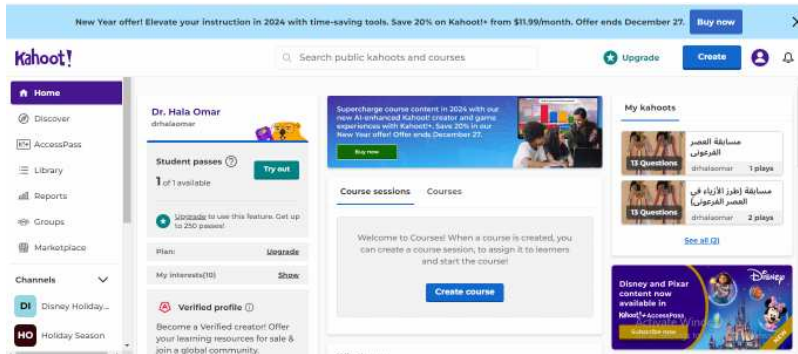 New Year offer! Elevate your instruction in 2024 with time-saving tools. Save 20% on Kahoot!+ from $11.99/month. Offer ends December 27.
Buy now
Kahoot!
Search public kahoots and courses
Upgrade
Create
Home
Discover
AccessPass
Library
Reports
Groups
Marketplace
Channels
DI Disney Holiday...
HO Holiday Season
Dr. Hala Omar
drhalaomar
Student passes
1 of 1 available
Try out
Upgrade to use this feature. Get up
to 250 passes!
Plan: Upgrade
My interests(10) Show
Verified profile
Become a Verified creator! Offer
your learning resources for sale &
join a global community.
Supercharge course content in 2024 with our
new AI-enhanced Kahoot! creator and game
experiences with Kahoot!+. Save 20% in our
New Year offer! Offer ends December 27.
Buy now
Course sessions Courses
Welcome to Courses! When a course is created, you
can create a course session, to assign it to learners
and start the course!
Create course
My kahoots
مسابقة العصر
الفرعونى
13 Questions
drhalaomar 1 plays
مسابقة (طرز الأزياء في
العصر الفرعونى)
13 Questions
drhalaomar 2 plays
See all (2)
Disney and Pixar
content now
available in
Kahoot!+ AccessPass
Subscribe now
Disney
NEW
Activate Windows